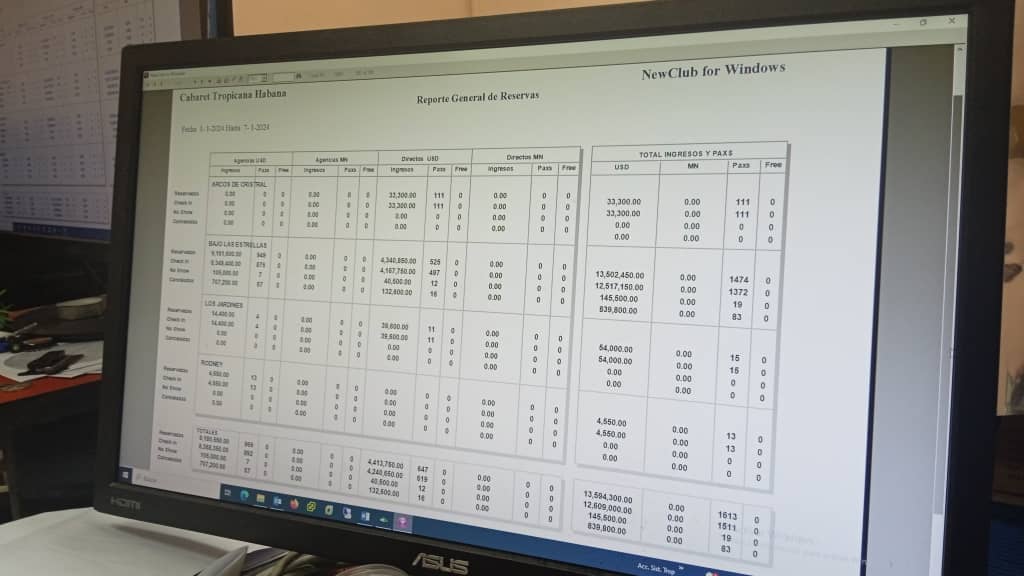 NewClub for Windows
Cabaret Tropicana Habana
Reporte General de Reservas
Fecha 1-1-2024 Hasta 7-1-2024
Agencias USD Agencias MN Directos USD Directos MN TOTAL INGRESOS Y PAXS
Ingresos Paxs Free Ingresos Paxs Free Ingresos Paxs Free Ingresos Paxs Free USD MN Paxs Free
ARCOS DE CRISTAL
Reservados 0.00 0 0 0.00 0 0 33,300.00 111 0 0.00 0 0 33,300.00 0.00 111 0
Check In 0.00 0 0 0.00 0 0 33,300.00 111 0 0.00 0 0 33,300.00 0.00 111 0
No Show 0.00 0 0 0.00 0 0 0.00 0 0 0.00 0 0 0.00 0.00 0 0
Cancelados 0.00 0 0 0.00 0 0 0.00 0 0 0.00 0 0 0.00 0.00 0 0
BAJO LAS ESTRELLAS
Reservados 949 0 0.00 0 0 4,340,850.00 525 0 0.00 0 0 13,502,450.00 0.00 1474 0
Check In 875 0 0.00 0 0 4,167,750.00 497 0 0.00 0 0 12,517,150.00 0.00 1372 0
No Show 105,000.00 7 0 0.00 0 0 40,500.00 12 0 0.00 0 0 145,500.00 0.00 19 0
Cancelados 707,200.00 67 0 0.00 0 0 132,600.00 16 0 0.00 0 0 839,800.00 0.00 83 0
LOS JARDINES
Reservados 14,400.00 4 0 0.00 0 0 39,600.00 11 0 0.00 0 0 54,000.00 0.00 15 0
Check In 14,400.00 4 0 0.00 0 0 39,600.00 11 0 0.00 0 0 54,000.00 0.00 15 0
No Show 0.00 0 0 0.00 0 0 0.00 0 0 0.00 0 0 0.00 0.00 0 0
Cancelados 0.00 0 0 0.00 0 0 0.00 0 0 0.00 0 0 0.00 0.00 0 0
RODNEY
Reservados 4,550.00 13 0 0.00 0 0 0.00 0 0 0.00 0 0 4,550.00 0.00 13 0
Check In 4,550.00 13 0 0.00 0 0 0.00 0 0 0.00 0 0 4,550.00 0.00 13 0
No Show 0.00 0 0 0.00 0 0 0.00 0 0 0.00 0 0 0.00 0.00 0 0
Cancelados 0.00 0 0 0.00 0 0 0.00 0 0 0.00 0 0 0.00 0.00 0 0
TOTALES
Reservados 966 0 0.00 0 0 4,413,750.00 647 0 0.00 0 0 13,594,300.00 0.00 1613 0
Check In 892 0 0.00 0 0 4,240,650.00 619 0 0.00 0 0 12,609,000.00 0.00 1511 0
No Show 105,000.00 7 0 0.00 0 0 40,500.00 12 0 0.00 0 0 145,500.00 0.00 19 0
Cancelados 707,200.00 67 0 0.00 0 0 132,600.00 16 0 0.00 0 0 839,800.00 0.00 83 0
Acc. Sist. Trop
HDMI
ASUS